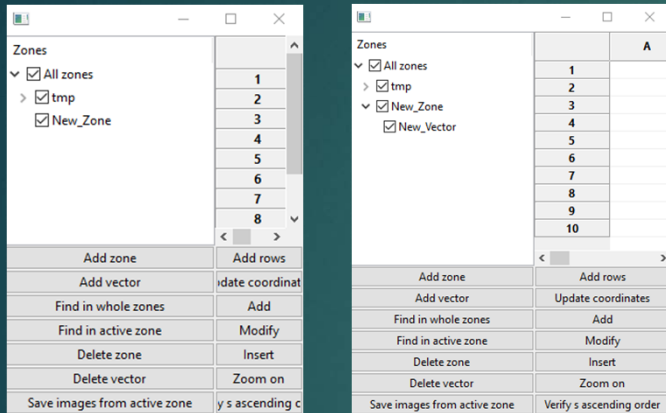 Zones
All zones
tmp
New_Zone
1
2
3
4
5
6
7
8
Add zone
Add rows
Add vector
date coordinat
Find in whole zones
Add
Find in active zone
Modify
Delete zone
Insert
Delete vector
Zoom on
Save images from active zone
y s ascending
Zones
A
All zones
tmp
New_Zone
New_Vector
1
2
3
4
5
6
7
8
9
10
Add zone
Add rows
Add vector
Update coordinates
Find in whole zones
Add
Find in active zone
Modify
Delete zone
Insert
Delete vector
Zoom on
Save images from active zone
Verify s ascending order